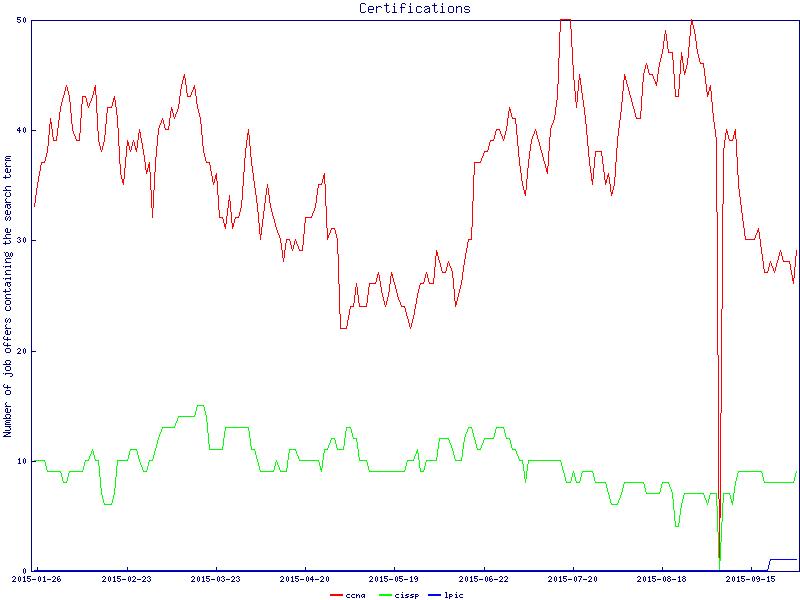 Certifications
Number of job offers containing the search term
50
40
30
20
10
0
2015-01-26 2015-02-23 2015-03-23 2015-04-20 2015-05-19 2015-06-22 2015-07-20 2015-08-18 2015-09-15
ccna cissp lpic